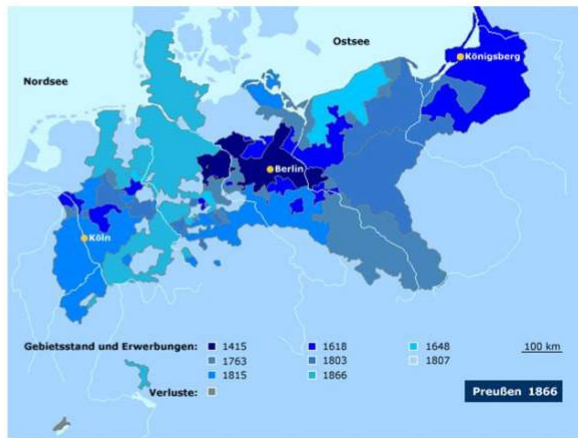 Ostsee
Nordsee
Königsberg
Berlin
Köln
Gebietsstand und Erwerbungen: 1415 1618 1648
1763 1803 1807
1815 1866
Verluste:
100 km
Preußen 1866